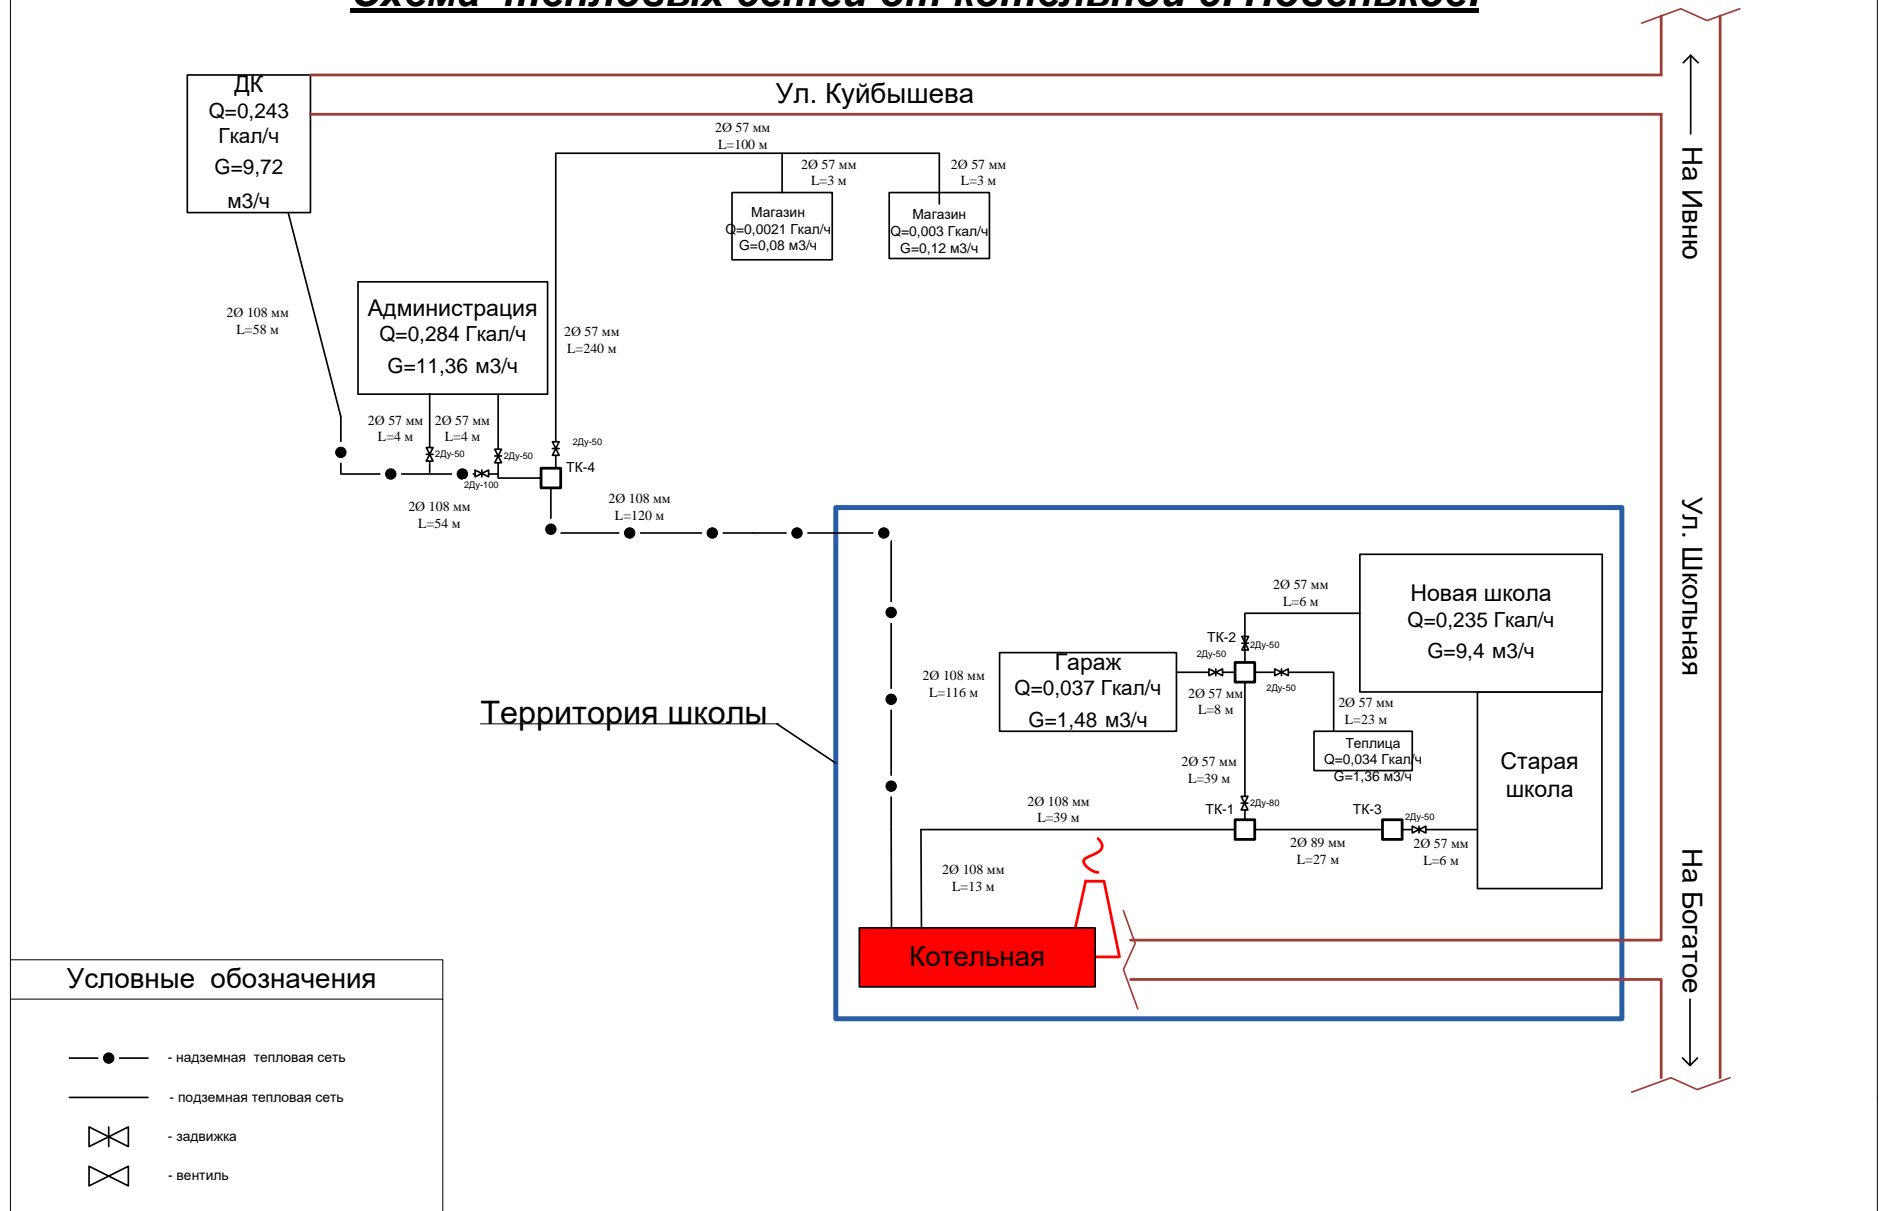 Схема тепловых сетей от котельной с. Новенькое.
ДК
Q=0,243
Гкал/ч
G=9,72
м3/ч
Ул. Куйбышева
2Ø 57 мм
L=100 м
2Ø 57 мм
L=3 м
2Ø 57 мм
L=3 м
Магазин
Q=0,0021 Гкал/ч
G=0,08 м3/ч
Магазин
Q=0,003 Гкал/ч
G=0,12 м3/ч
На Ивню
2Ø 108 мм
L=58 м
Администрация
Q=0,284 Гкал/ч
G=11,36 м3/ч
2Ø 57 мм
L=240 м
2Ø 57 мм
L=4 м
2Ø 57 мм
L=4 м
2Ду-50
2Ду-50
2Ду-50
ТК-4
2Ду-100
2Ø 108 мм
L=54 м
2Ø 108 мм
L=120 м
Ул. Школьная
2Ø 57 мм
L=6 м
Новая школа
Q=0,235 Гкал/ч
G=9,4 м3/ч
ТК-2
2Ду-50
2Ду-50
2Ду-50
Гараж
Q=0,037 Гкал/ч
G=1,48 м3/ч
2Ø 108 мм
L=116 м
2Ø 57 мм
L=8 м
2Ø 57 мм
L=23 м
Территория школы
Теплица
Q=0,034 Гкал/ч
G=1,36 м3/ч
Старая
школа
2Ø 57 мм
L=39 м
2Ø 108 мм
L=39 м
ТК-1
2Ду-80
ТК-3
2Ду-50
2Ø 89 мм
L=27 м
2Ø 57 мм
L=6 м
2Ø 108 мм
L=13 м
Котельная
На Богатое
Условные обозначения
- надземная тепловая сеть
- подземная тепловая сеть
- задвижка
- вентиль